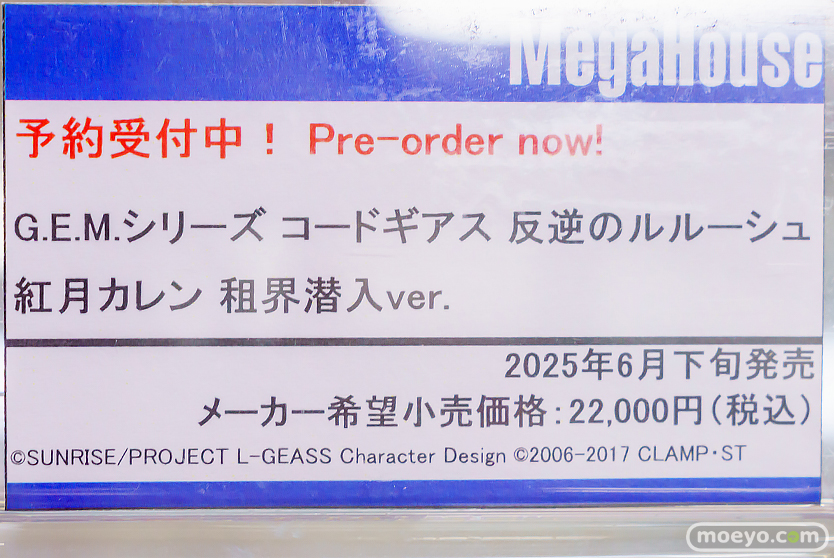 MegaHouse
予約受付中！ Pre-order now!
G.E.M.シリーズ コードギアス 反逆のルルーシュ
紅月カレン 租界潜入ver.
2025年6月下旬発売
メーカー希望小売価格：22,000円（税込）
©SUNRISE/PROJECT L-GEASS Character Design ©2006-2017 CLAMP・ST
moeyo.com